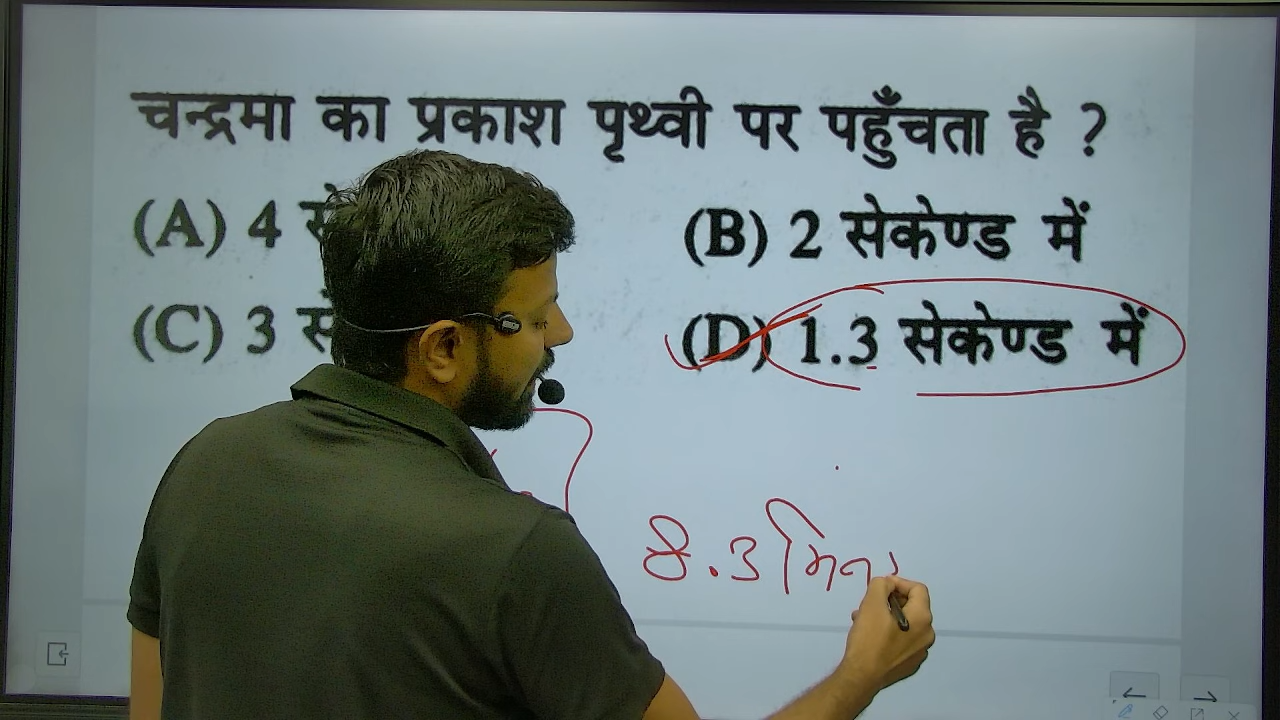 चन्द्रमा का प्रकाश पृथ्वी पर पहुँचता है ?
(A) 4 (B) 2 सेकेण्ड में
(C) 3 (D) 1.3 सेकेण्ड में
8.3